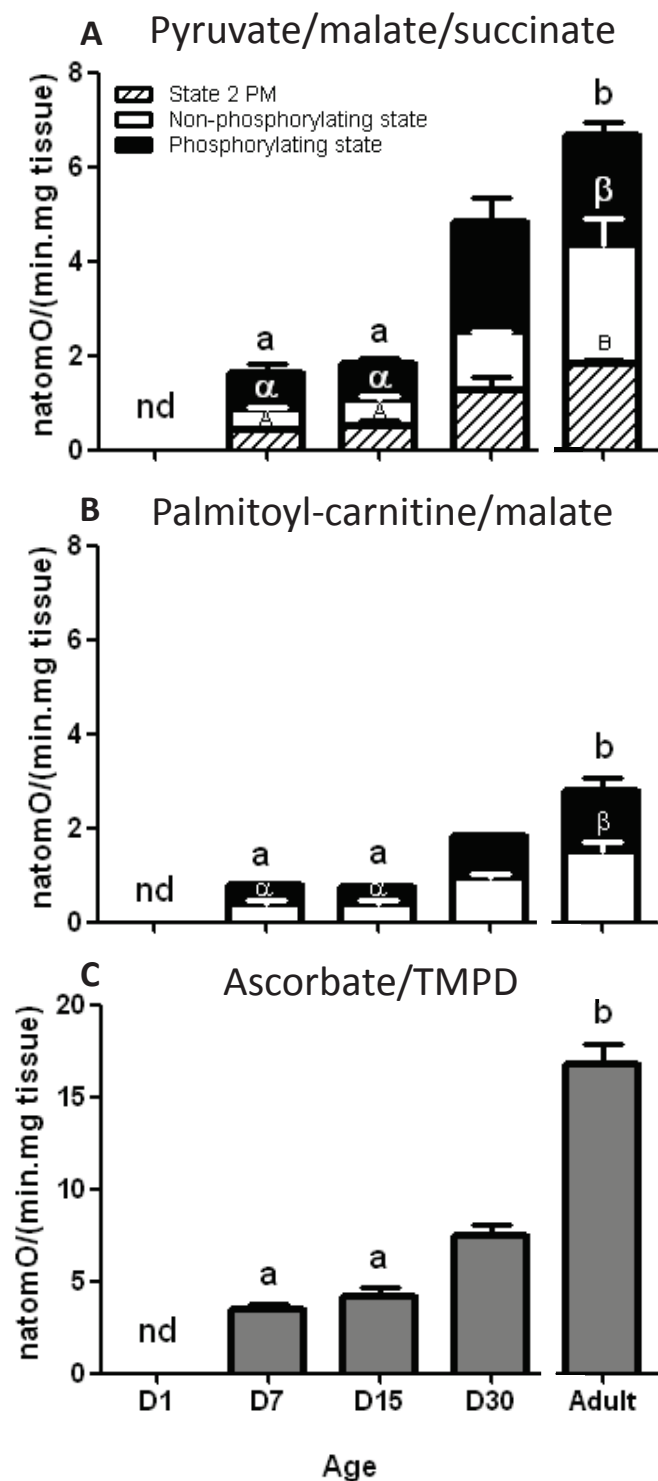 A Pyruvate/malate/succinate
8
6
4
2
0
natomO/(min.mg tissue)
State 2 PM
Non-phosphorylating state
Phosphorylating state
nd
a
α
A
a
α
A
b
β
B
B Palmitoyl-carnitine/malate
8
6
4
2
0
natomO/(min.mg tissue)
nd
a
α
a
α
b
β
C Ascorbate/TMPD
20
15
10
5
0
natomO/(min.mg tissue)
nd
a
a
b
D1 D7 D15 D30 Adult
Age